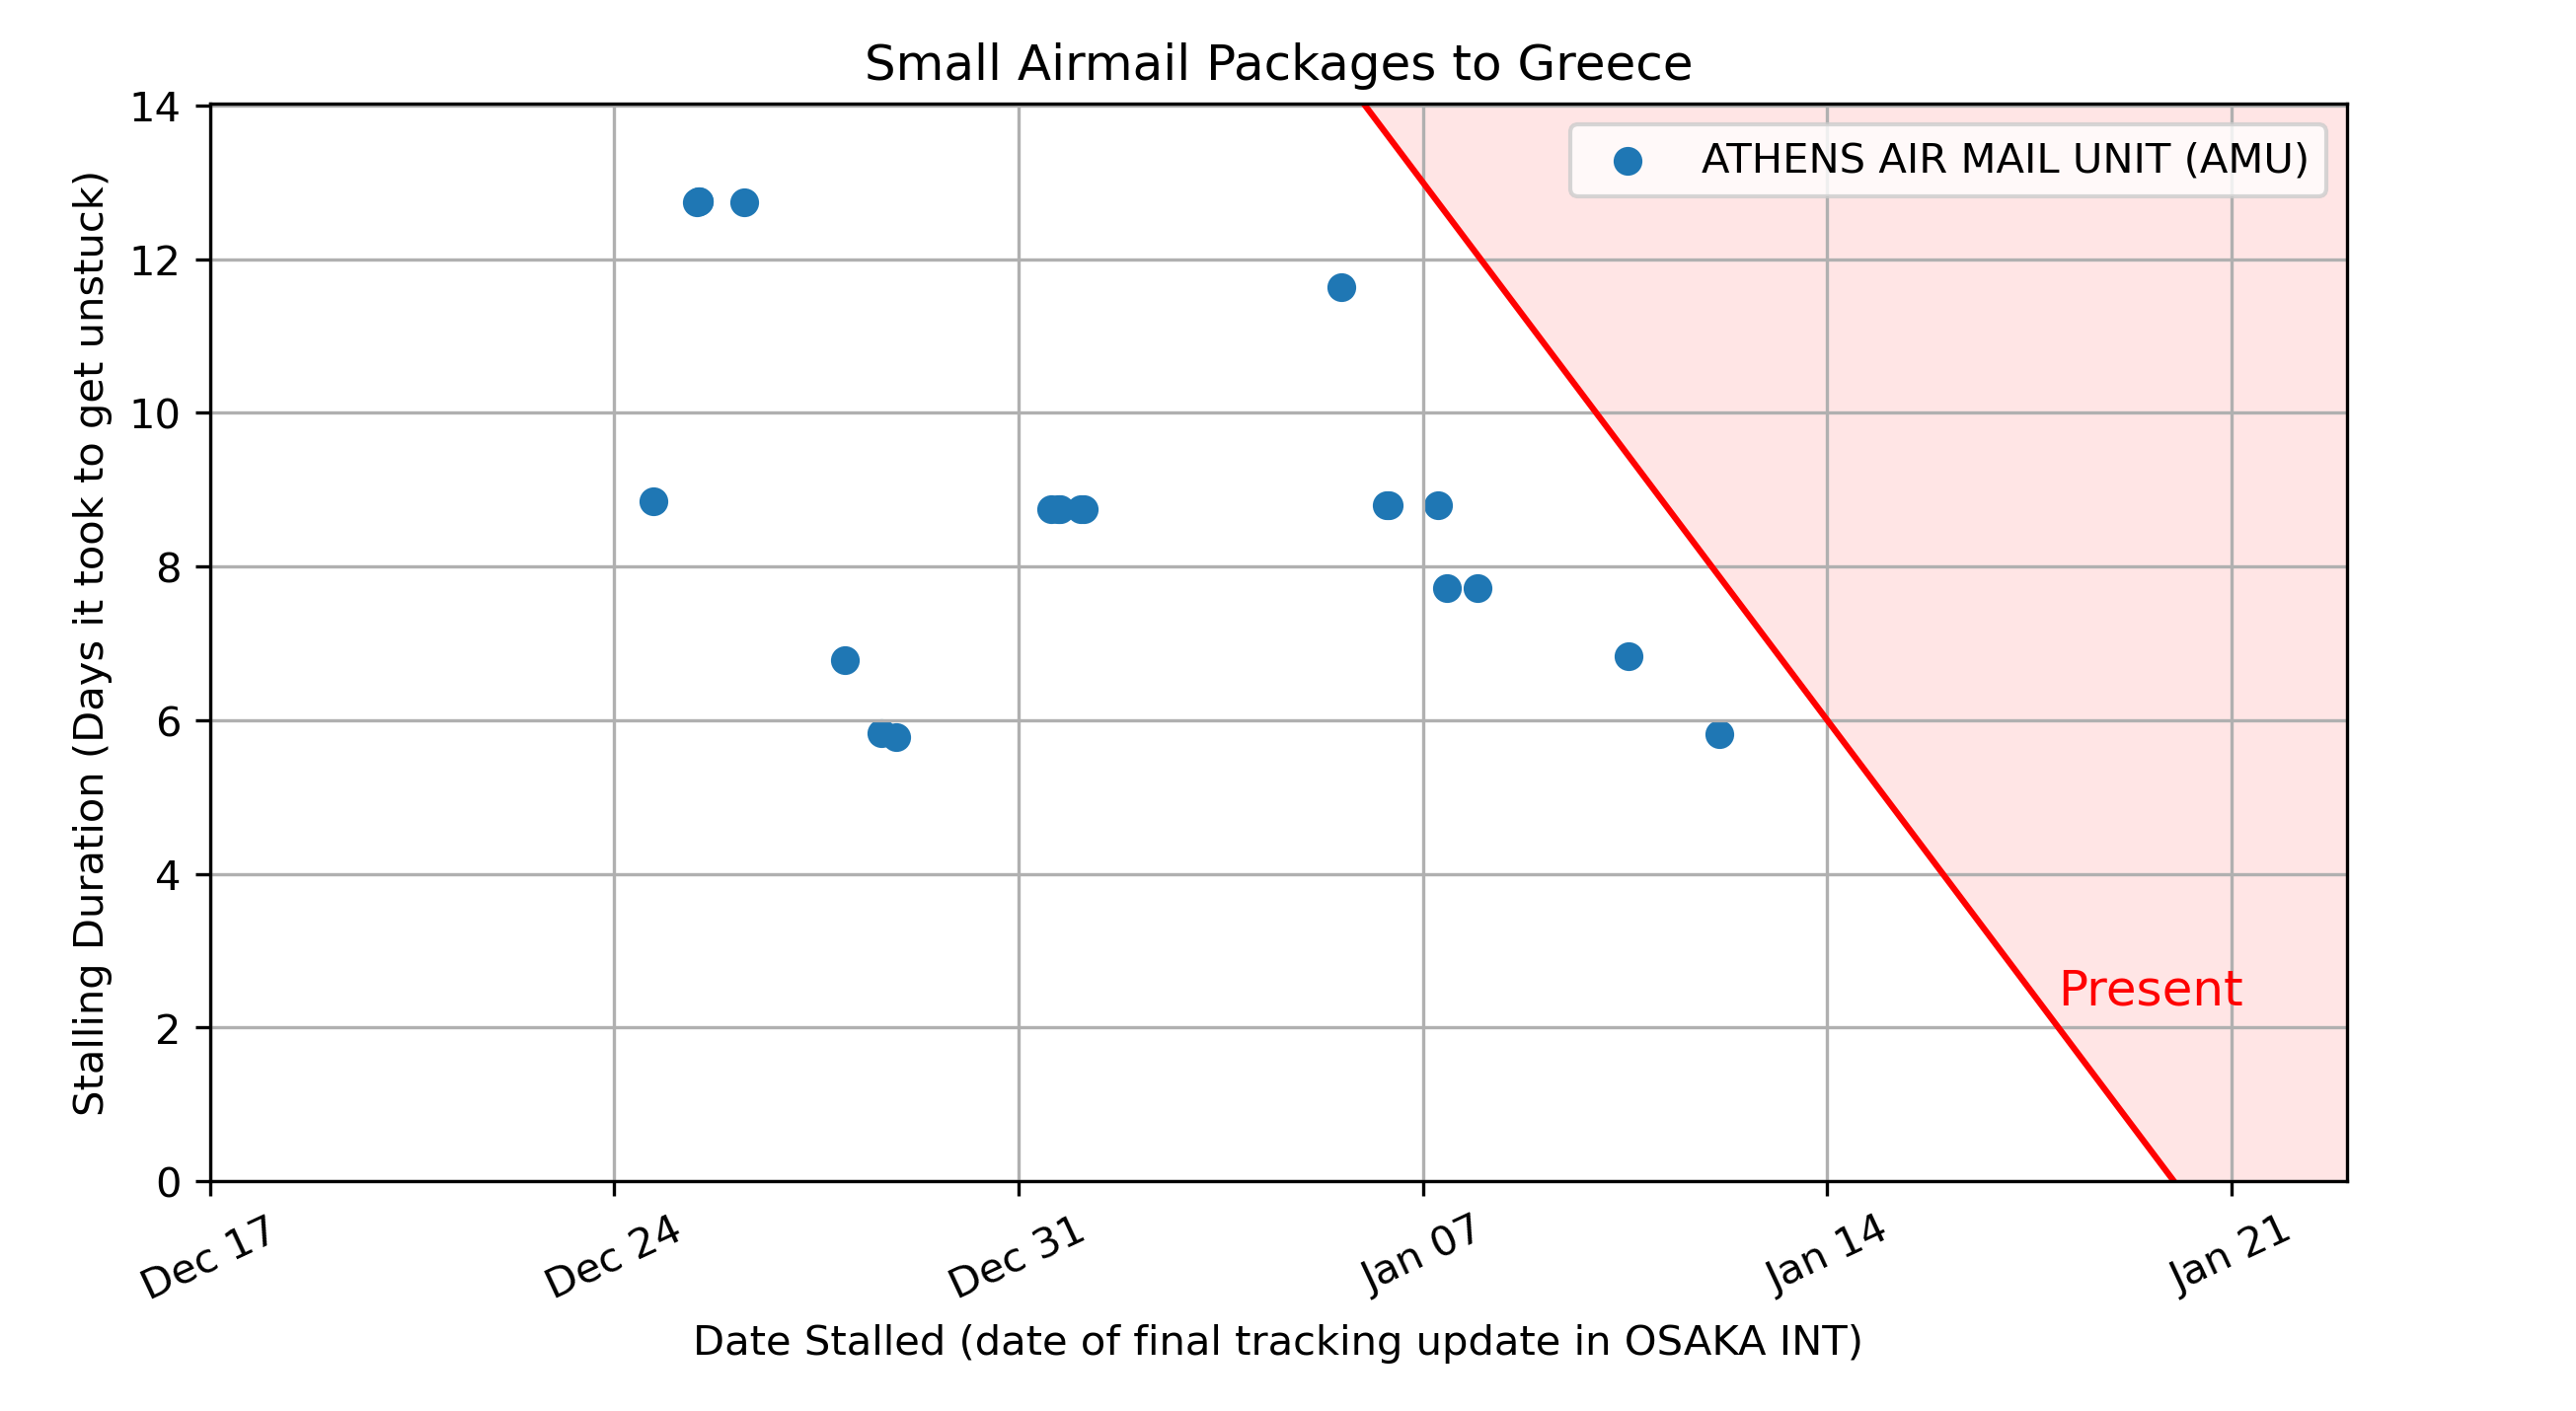 Small Airmail Packages to Greece
ATHENS AIR MAIL UNIT (AMU)
Stalling Duration (Days it took to get unstuck)
14
12
10
8
6
4
2
0
Present
Dec 17
Dec 24
Dec 31
Jan 07
Jan 14
Jan 21
Date Stalled (date of final tracking update in OSAKA INT)